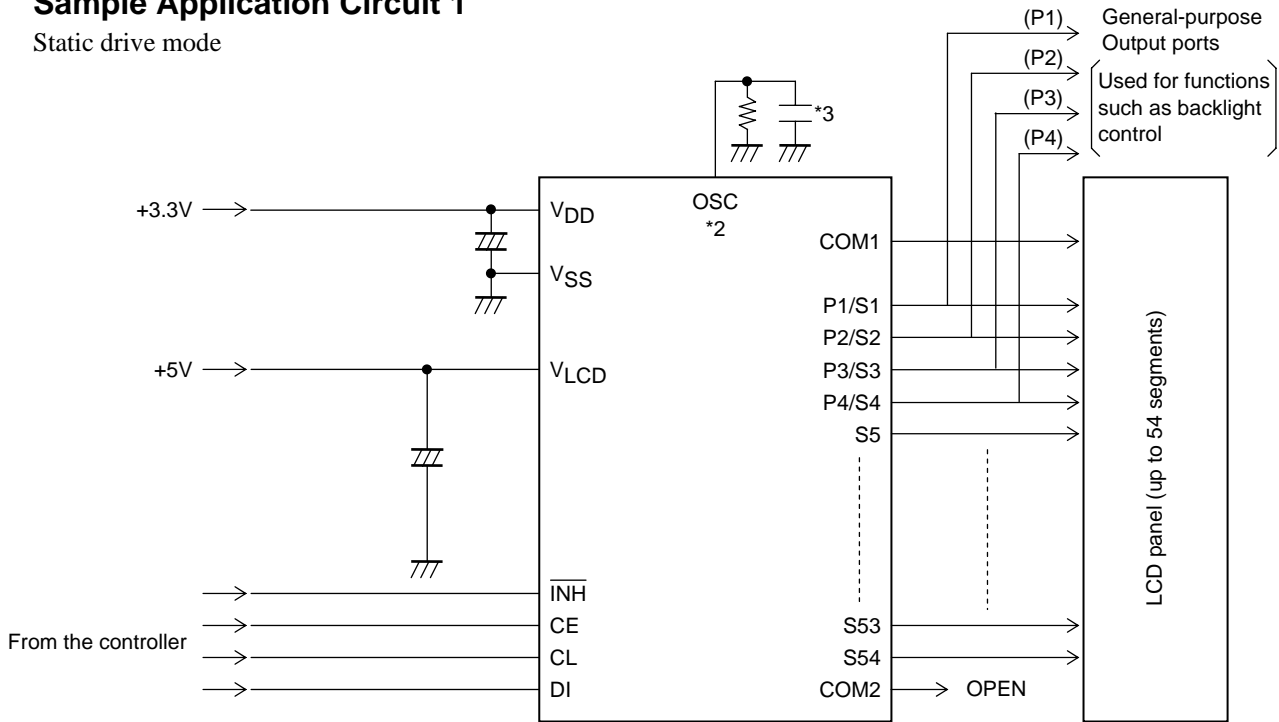 Sample Application Circuit 1
Static drive mode
(P1)
General-purpose
Output ports
(P2)
Used for functions
such as backlight
control
(P3)
(P4)
*3
OSC
*2
+3.3V
VDD
VSS
+5V
VLCD
COM1
P1/S1
P2/S2
P3/S3
P4/S4
S5
LCD panel (up to 54 segments)
From the controller
INH
CE
CL
DI
S53
S54
COM2
OPEN